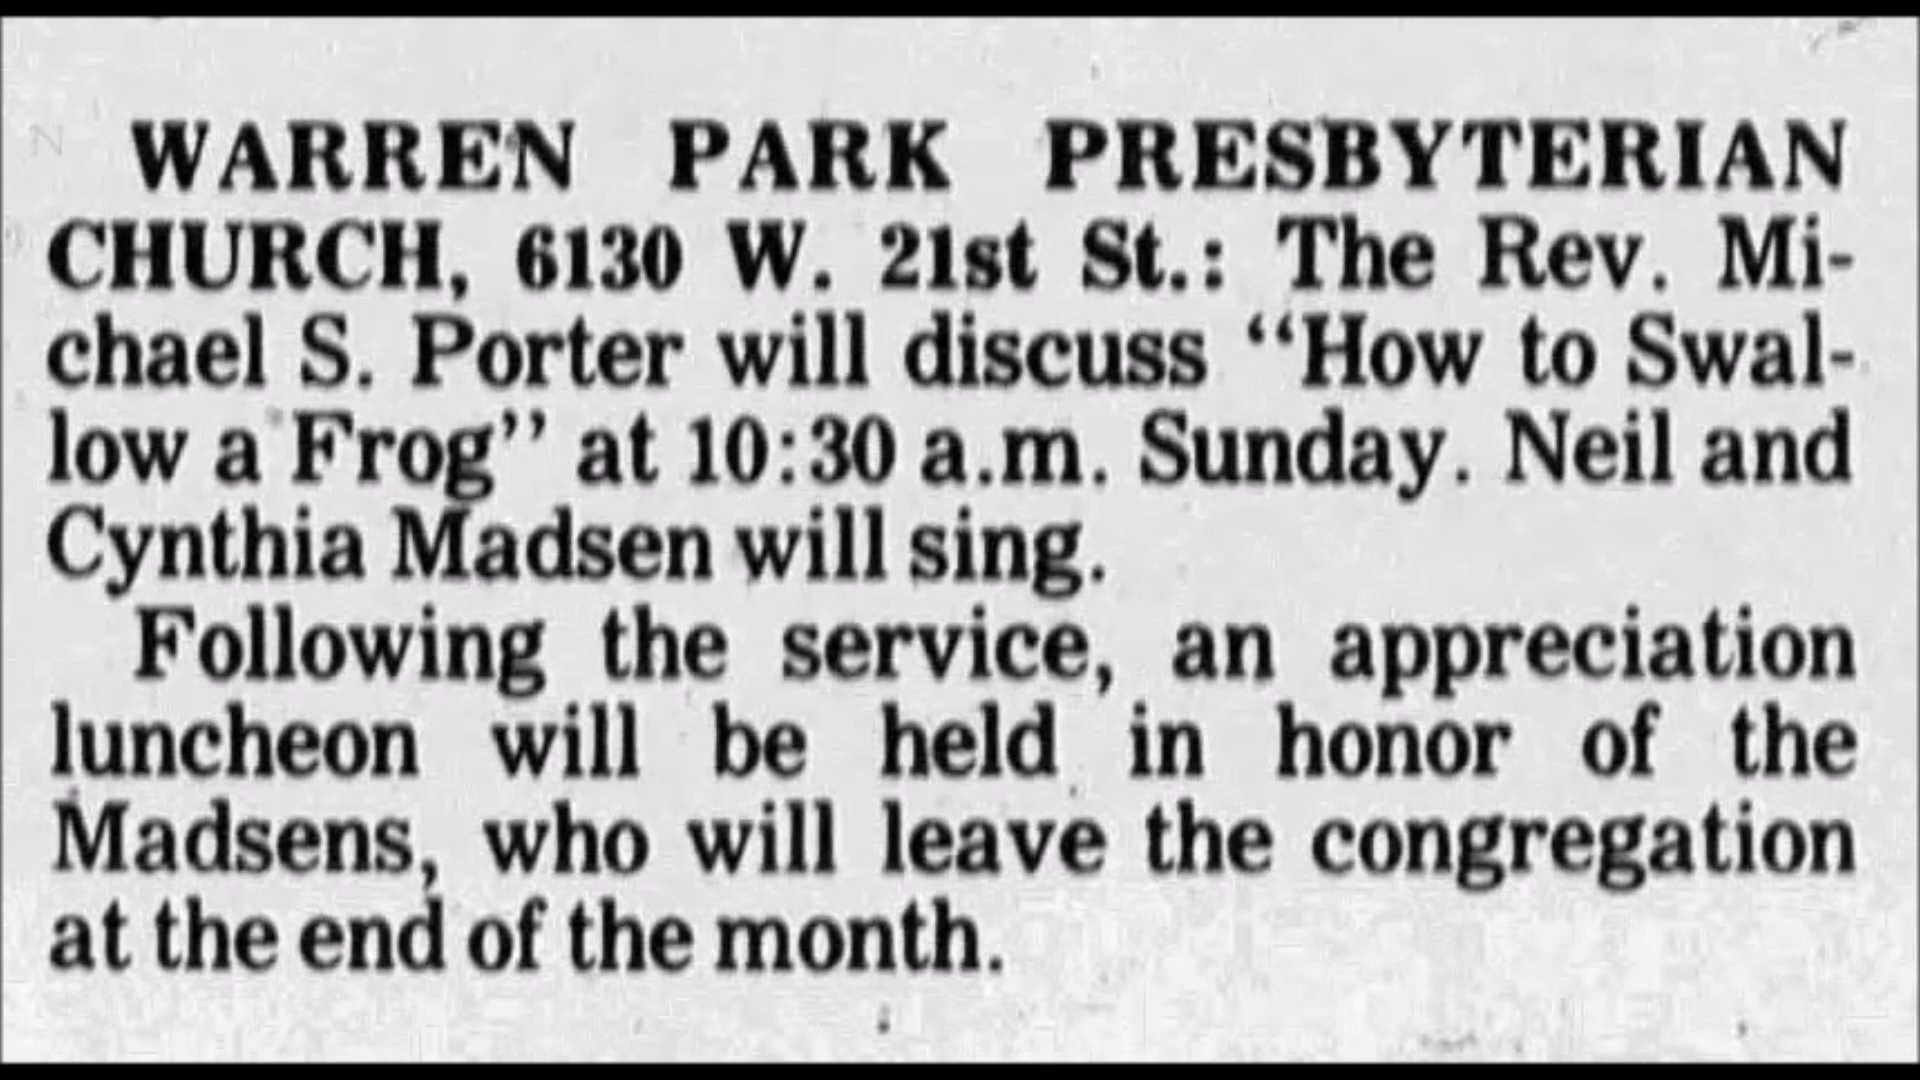 WARREN PARK PRESBYTERIAN
CHURCH, 6130 W. 21st St.: The Rev. Mi-
chael S. Porter will discuss “How to Swal-
low a Frog” at 10:30 a.m. Sunday. Neil and
Cynthia Madsen will sing.
Following the service, an appreciation
luncheon will be held in honor of the
Madsens, who will leave the congregation
at the end of the month.